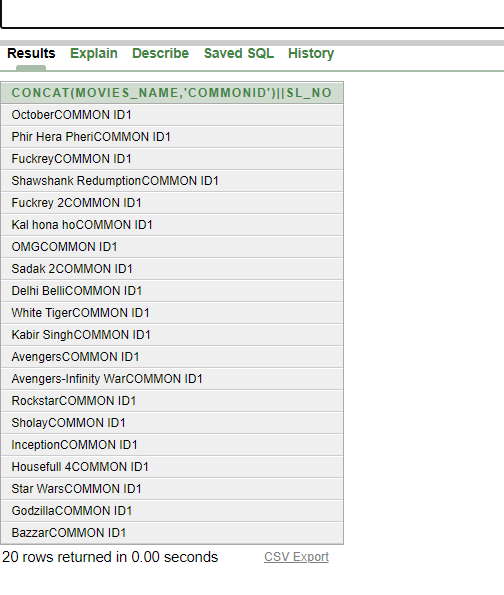 Results Explain Describe Saved SQL History
CONCAT(MOVIES_NAME,'COMMONID')||SL_NO
OctoberCOMMON ID1
Phir Hera PheriCOMMON ID1
FuckreyCOMMON ID1
Shawshank RedumptionCOMMON ID1
Fuckrey 2COMMON ID1
Kal hona hoCOMMON ID1
OMGCOMMON ID1
Sadak 2COMMON ID1
Delhi BelliCOMMON ID1
White TigerCOMMON ID1
Kabir SinghCOMMON ID1
AvengersCOMMON ID1
Avengers-Infinity WarCOMMON ID1
RockstarCOMMON ID1
SholayCOMMON ID1
InceptionCOMMON ID1
Housefull 4COMMON ID1
Star WarsCOMMON ID1
GodzillaCOMMON ID1
BazzarCOMMON ID1
20 rows returned in 0.00 seconds CSV Export